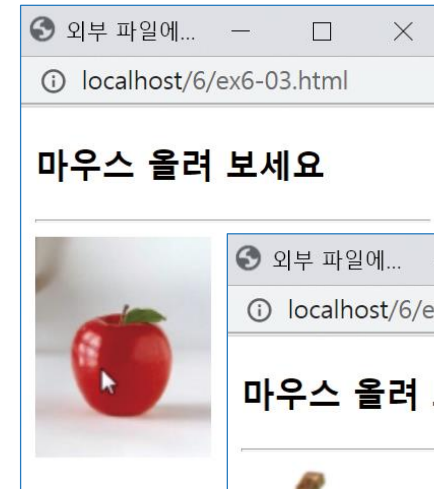 외부 파일에...
localhost/6/ex6-03.html
마우스 올려 보세요
외부 파일에...
localhost/6/e
마우스 올려